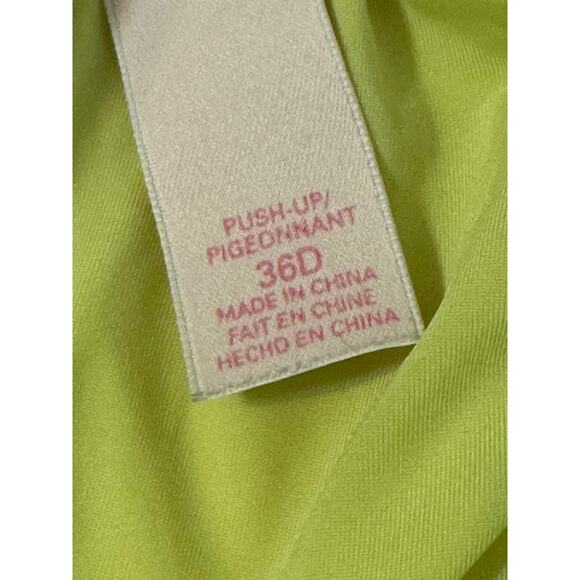 PUSH-UP/
PIGEONNANT
36D
MADE IN CHINA
FAIT EN CHINE
HECHO EN CHINA